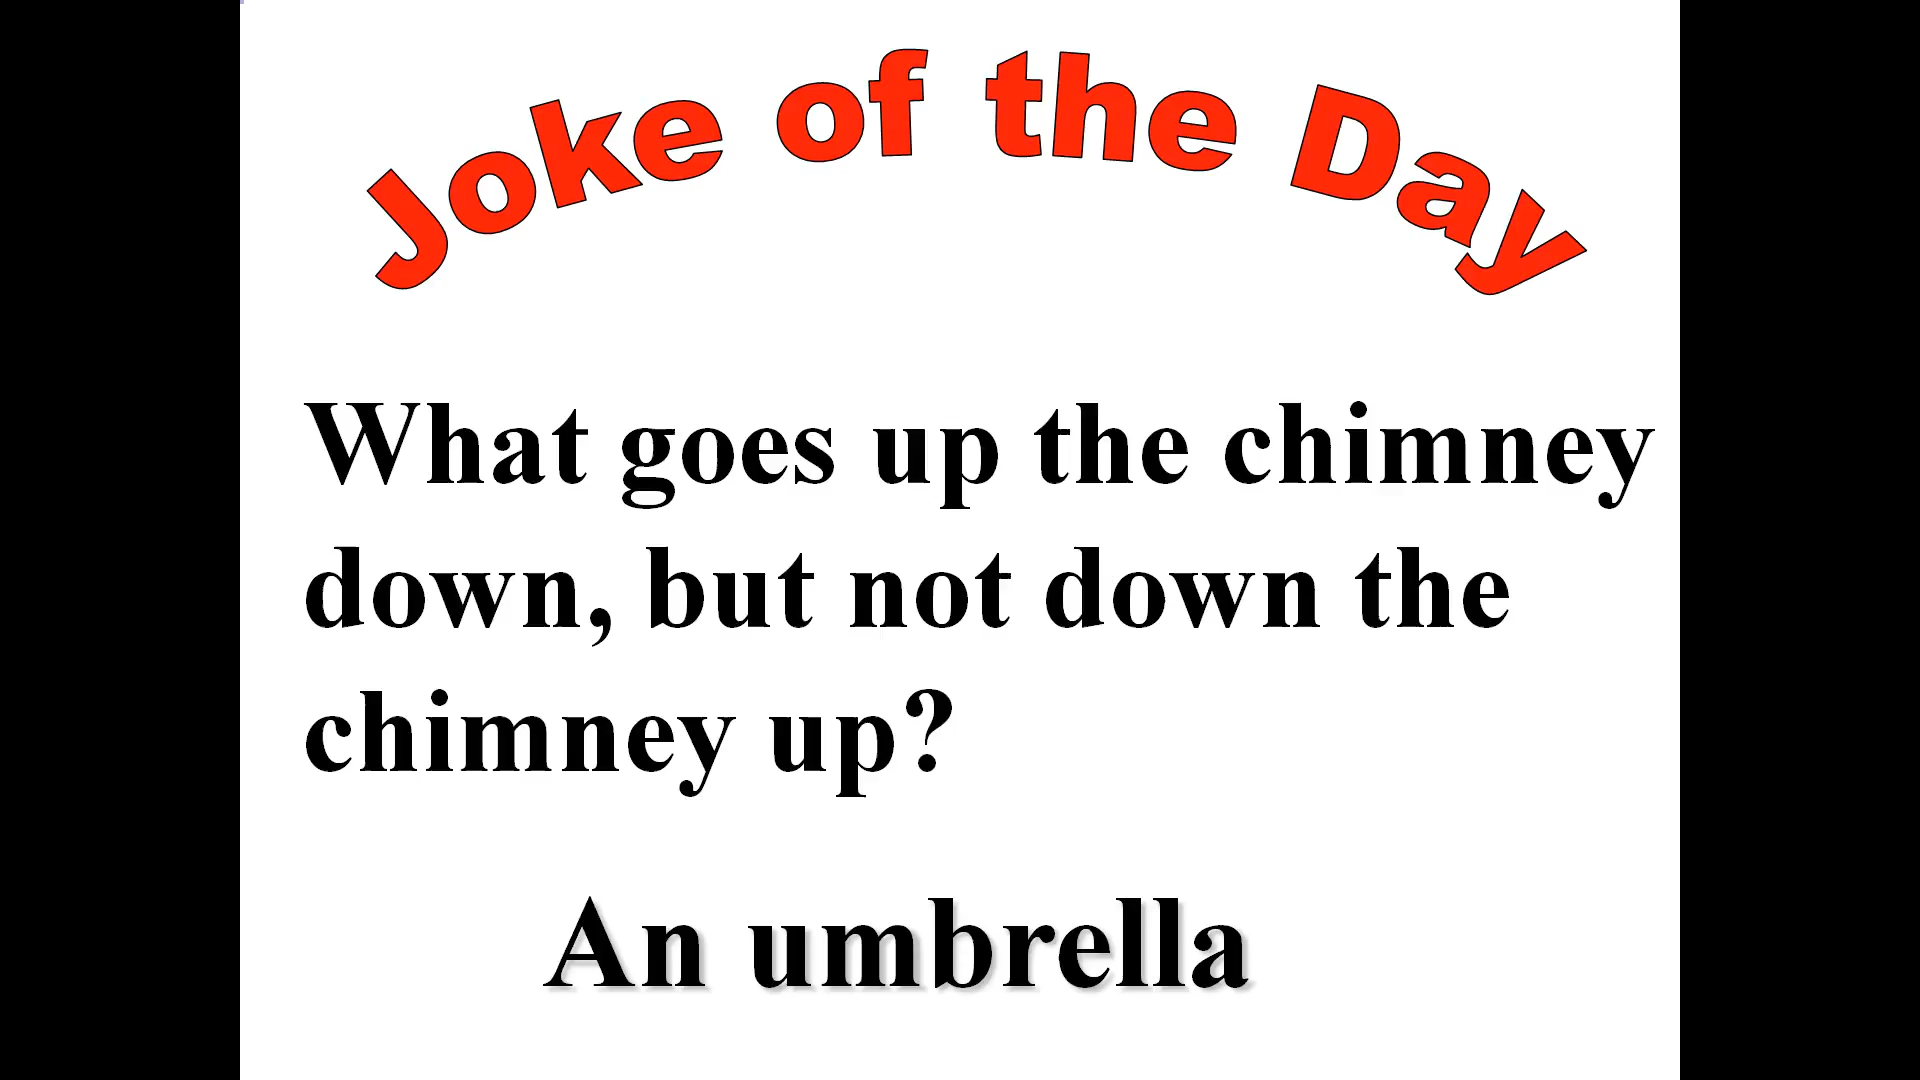 Joke of the Day
What goes up the chimney
down, but not down the
chimney up?
An umbrella